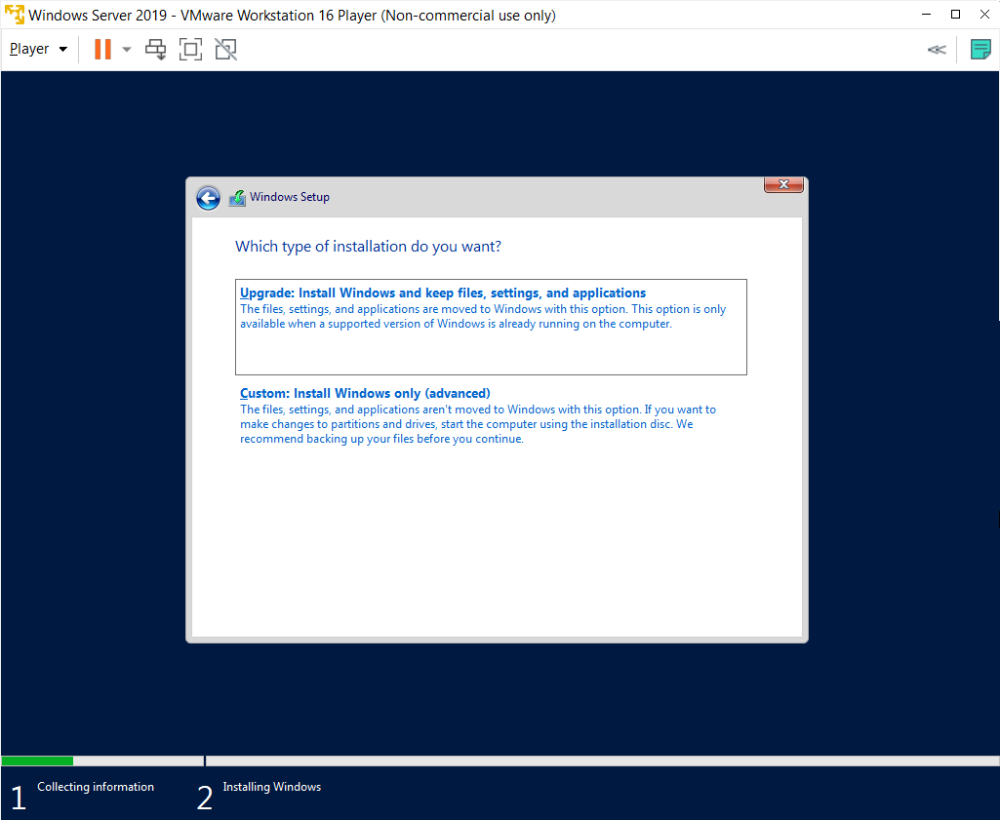 Windows Server 2019 - VMware Workstation 16 Player (Non-commercial use only)
Player
Windows Setup
Which type of installation do you want?
Upgrade: Install Windows and keep files, settings, and applications
The files, settings, and applications are moved to Windows with this option. This option is only
available when a supported version of Windows is already running on the computer.
Custom: Install Windows only (advanced)
The files, settings, and applications aren't moved to Windows with this option. If you want to
make changes to partitions and drives, start the computer using the installation disc. We
recommend backing up your files before you continue.
1 Collecting information
2 Installing Windows